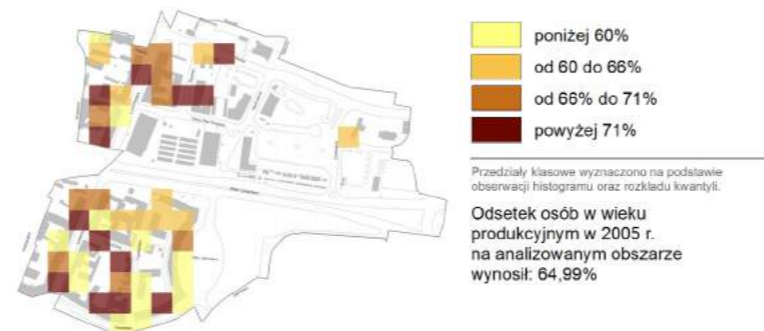 poniżej 60%
od 60 do 66%
od 66% do 71%
powyżej 71%
Przedziały klasowe wyznaczono na podstawie
obserwacji histogramu oraz rozkładu kwantyli.
Odsetek osób w wieku
produkcyjnym w 2005 r.
na analizowanym obszarze
wynosił: 64,99%